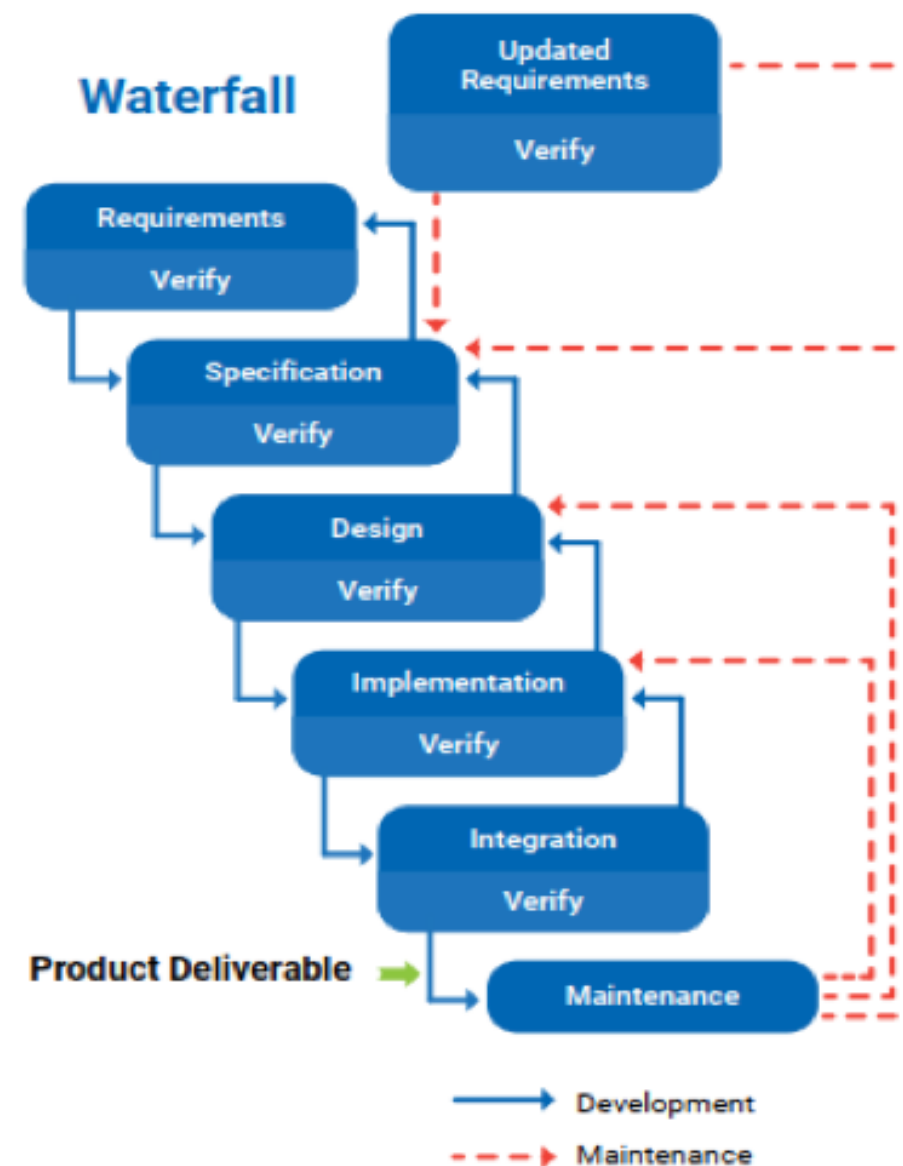 Waterfall
Updated
Requirements
Verify
Requirements
Verify
Specification
Verify
Design
Verify
Implementation
Verify
Integration
Verify
Product Deliverable
Maintenance
Development
Maintenance